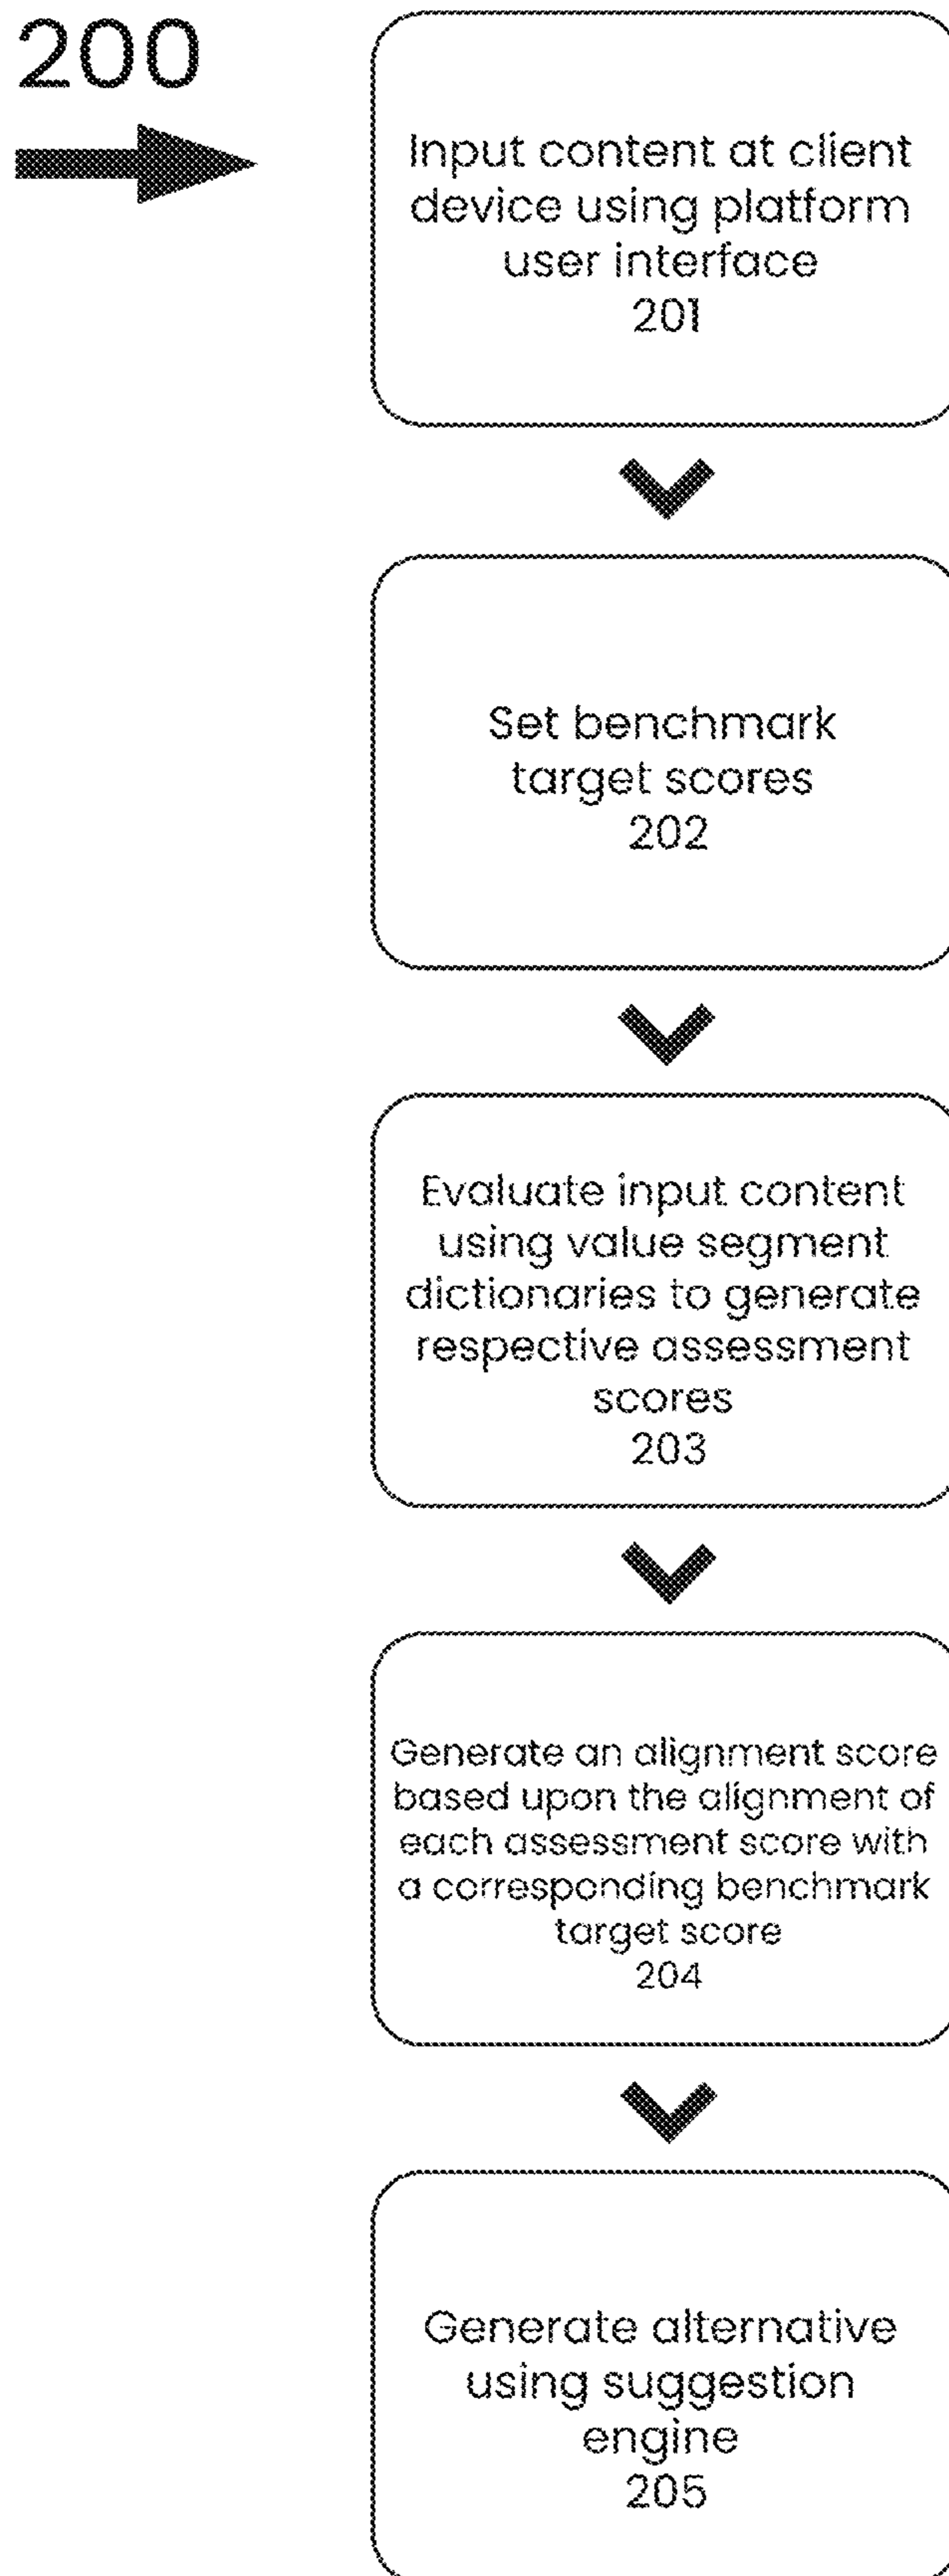 200
Input content at client
device using platform
user interface
201
Set benchmark
target scores
202
Evaluate input content
using value segment
dictionaries to generate
respective assessment
scores
203
Generate an alignment score
based upon the alignment of
each assessment score with
a corresponding benchmark
target score
204
Generate alternative
using suggestion
engine
205